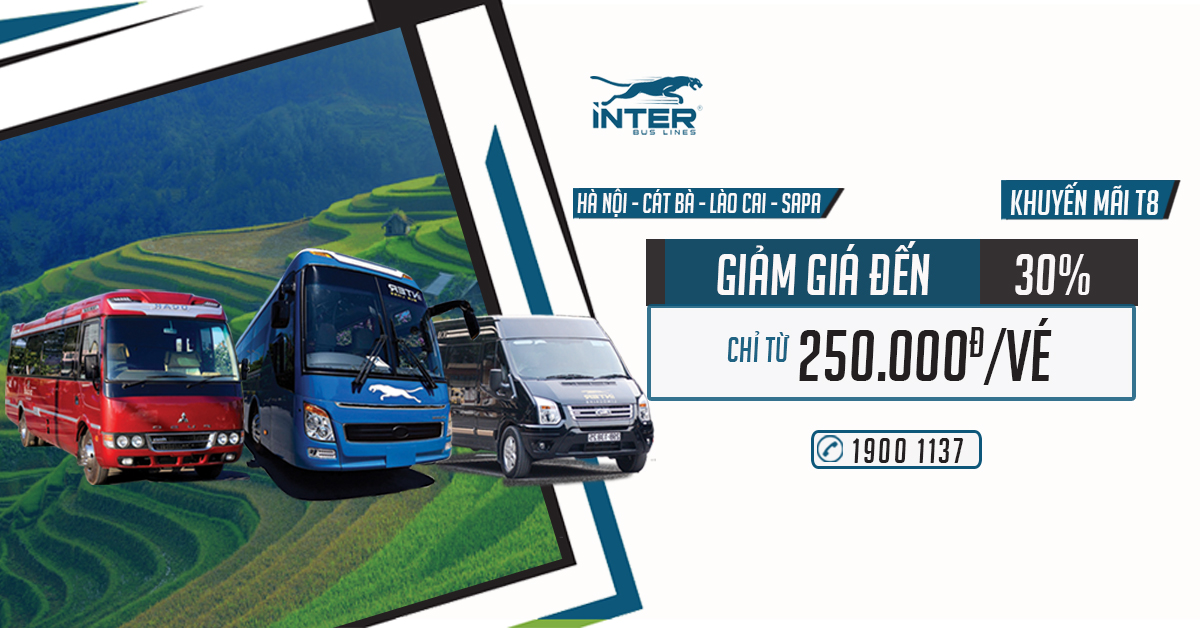 INTER®
BUS LINES
HÀ NỘI - CÁT BÀ - LÀO CAI - SAPA
KHUYẾN MÃI T8
GIẢM GIÁ ĐẾN 30%
CHỈ TỪ 250.000Đ/VÉ
1900 1137